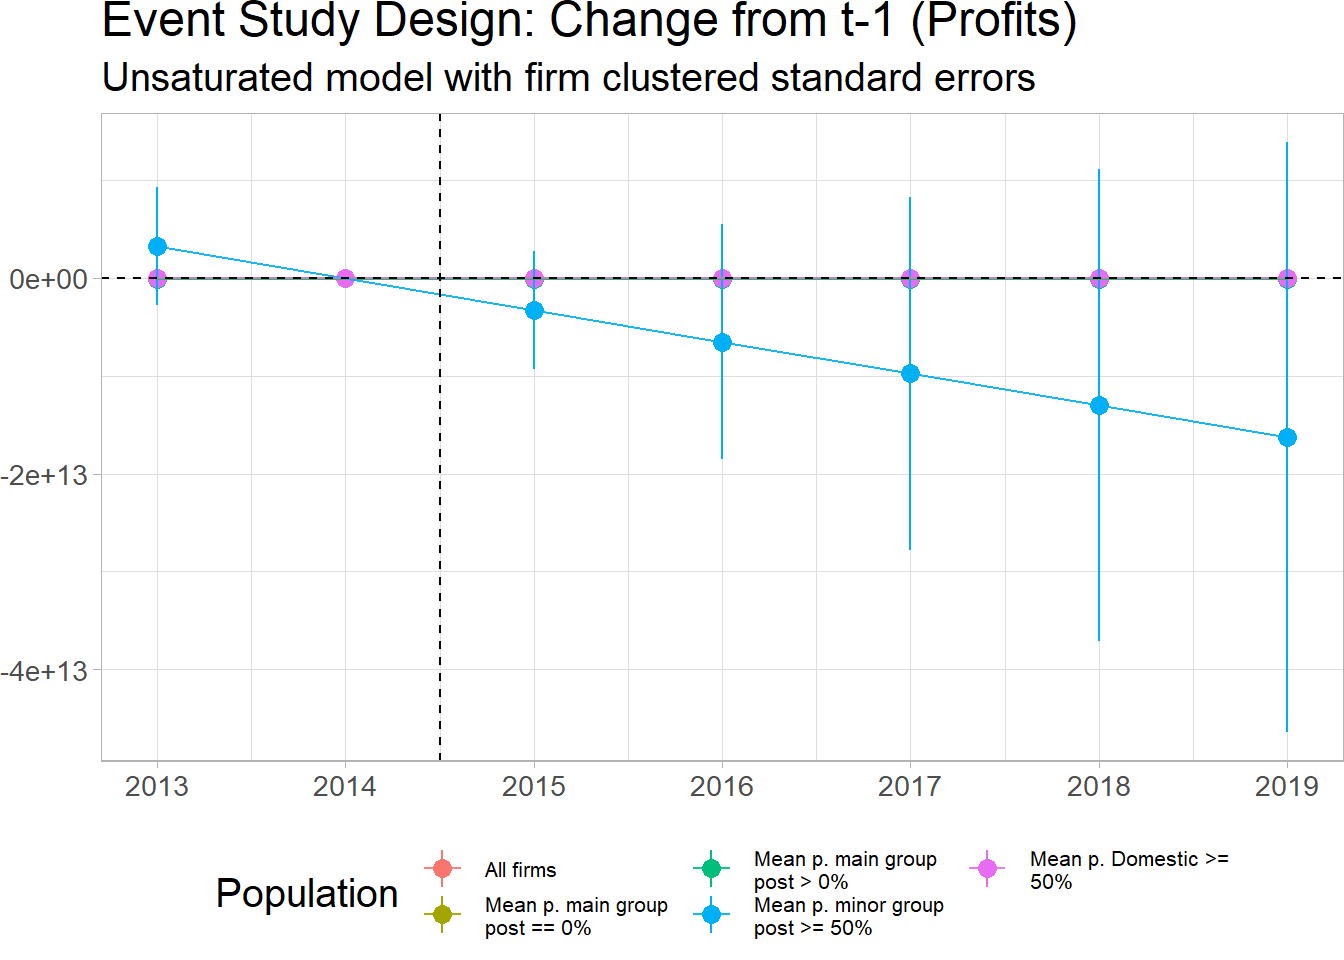 Event Study Design: Change from t-1 (Profits)
Unsaturated model with firm clustered standard errors
0e+00
-2e+13
-4e+13
2013 2014 2015 2016 2017 2018 2019
Population
All firms
Mean p. main group
post == 0%
Mean p. main group
post > 0%
Mean p. minor group
post >= 50%
Mean p. Domestic >=
50%